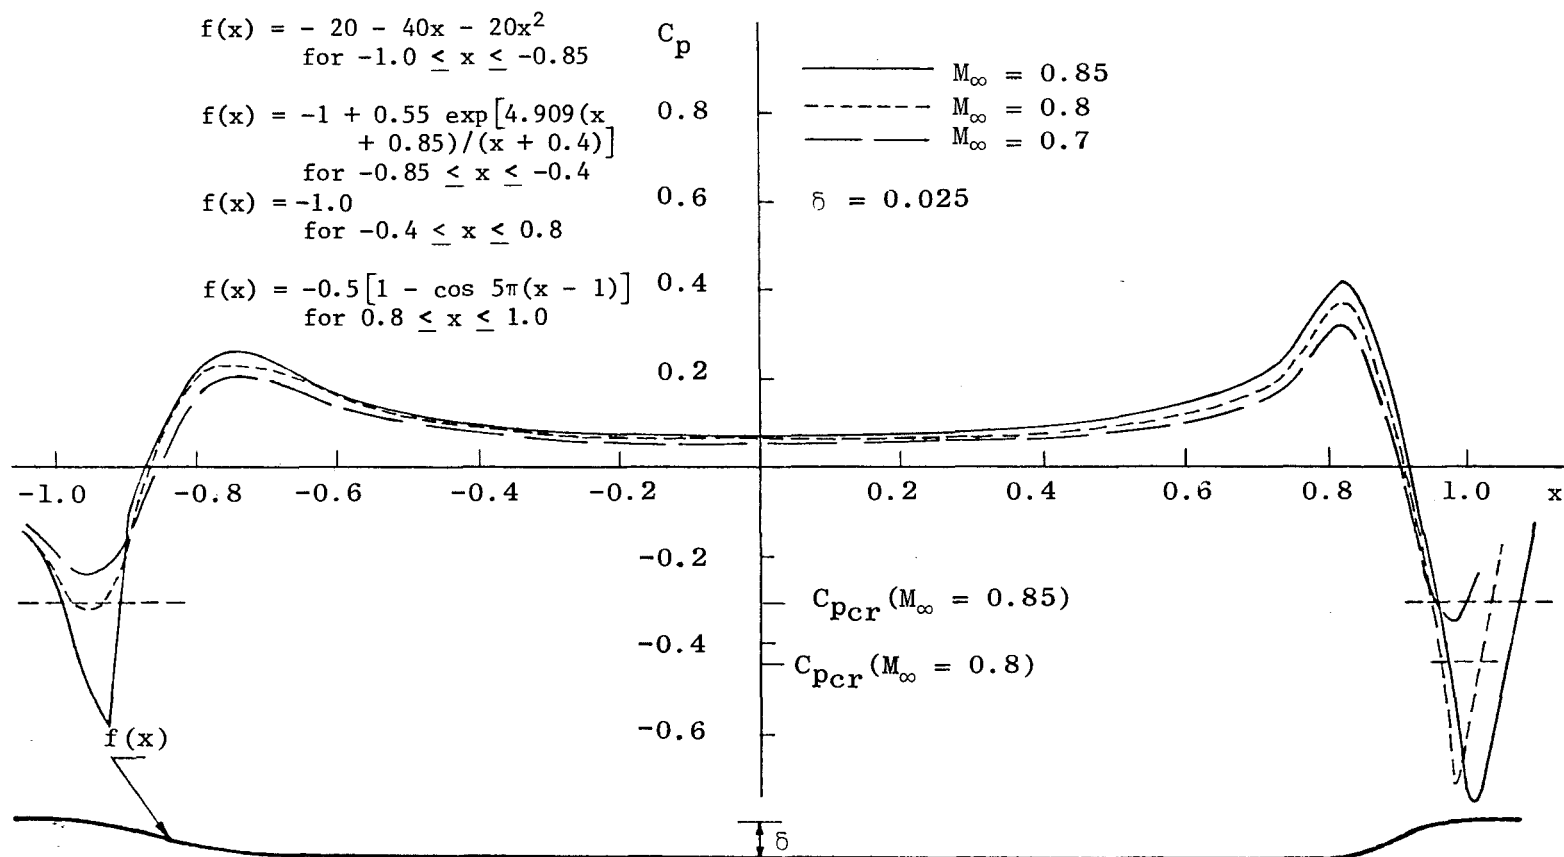 f(x) = - 20 - 40x - 20x²
for -1.0 ≤ x ≤ -0.85
f(x) = -1 + 0.55 exp[4.909(x
+ 0.85)/(x + 0.4)]
for -0.85 ≤ x ≤ -0.4
f(x) = -1.0
for -0.4 ≤ x ≤ 0.8
f(x) = -0.5[1 - cos 5π(x - 1)]
for 0.8 ≤ x ≤ 1.0
Cp
0.8
0.6
0.4
0.2
-0.2
-0.4
-0.6
M∞ = 0.85
M∞ = 0.8
M∞ = 0.7
δ = 0.025
-1.0 -0.8 -0.6 -0.4 -0.2 0.2 0.4 0.6 0.8 1.0 x
Cpcr(M∞ = 0.85)
Cpcr(M∞ = 0.8)
f(x)
δ